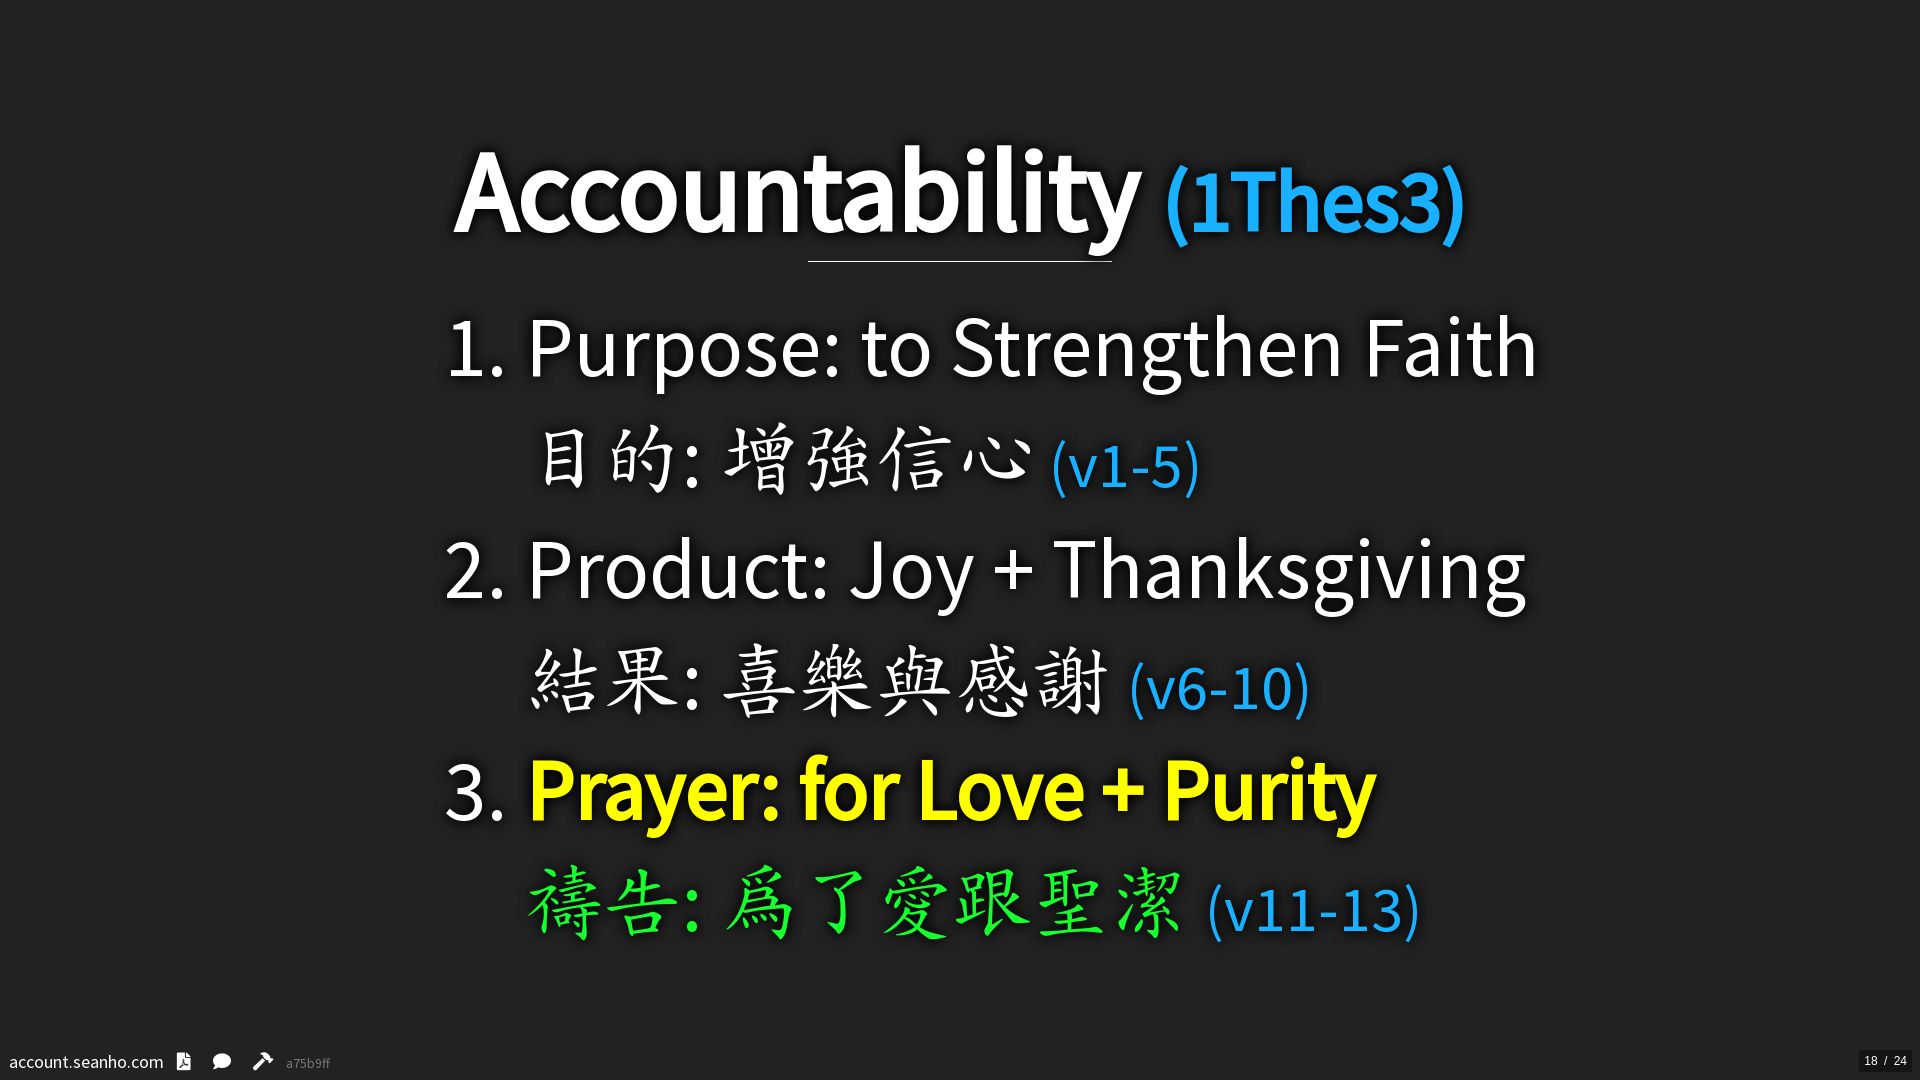 Accountability (1Thes3)
1. Purpose: to Strengthen Faith
目的: 增強信心 (v1-5)
2. Product: Joy + Thanksgiving
結果: 喜樂與感謝 (v6-10)
3. Prayer: for Love + Purity
禱告: 爲了愛跟聖潔 (v11-13)
account.seanho.com a75b9ff
18 / 24